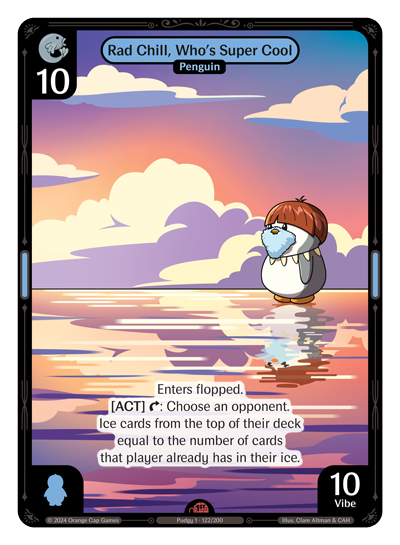 10
Rad Chill, Who's Super Cool
Penguin
Enters flopped.
[ACT] ↱: Choose an opponent.
Ice cards from the top of their deck
equal to the number of cards
that player already has in their ice.
10
Vibe
© 2024 Orange Cap Games
Pudgy 1 • 122/200
Illus. Clare Altman & CAH